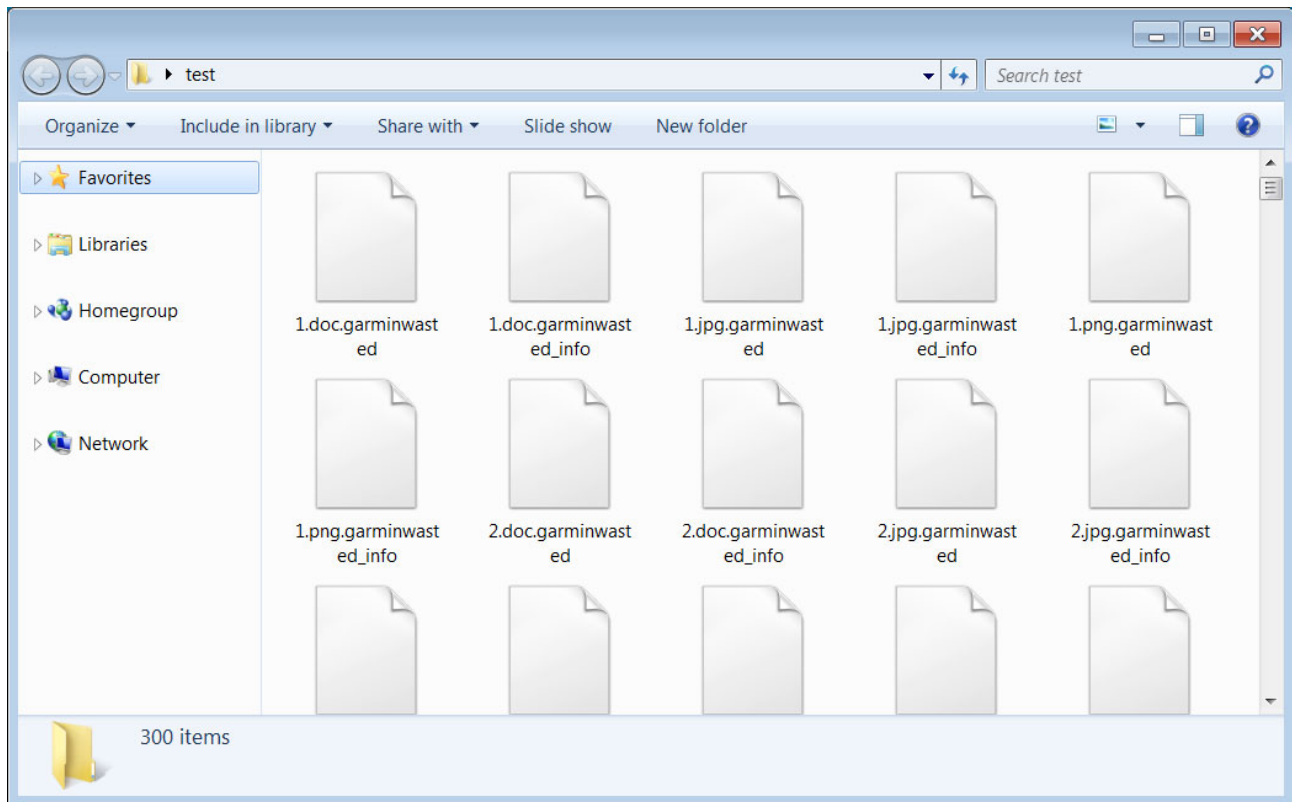 test
Search test
Organize
Include in library
Share with
Slide show
New folder
Favorites
Libraries
Homegroup
Computer
Network
1.doc.garminwast
ed
1.doc.garminwast
ed_info
1.jpg.garminwast
ed
1.jpg.garminwast
ed_info
1.png.garminwast
ed
1.png.garminwast
ed_info
2.doc.garminwast
ed
2.doc.garminwast
ed_info
2.jpg.garminwast
ed
2.jpg.garminwast
ed_info
300 items